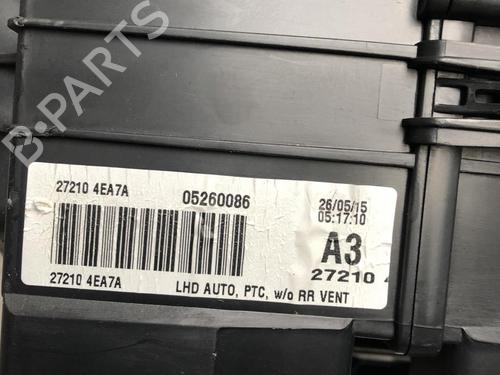 B-PARTS
27210 4EA7A 05260086 26/05/15
05:17:10
A3
27210 4
27210 4EA7A LHD AUTO, PTC, w/o RR VENT